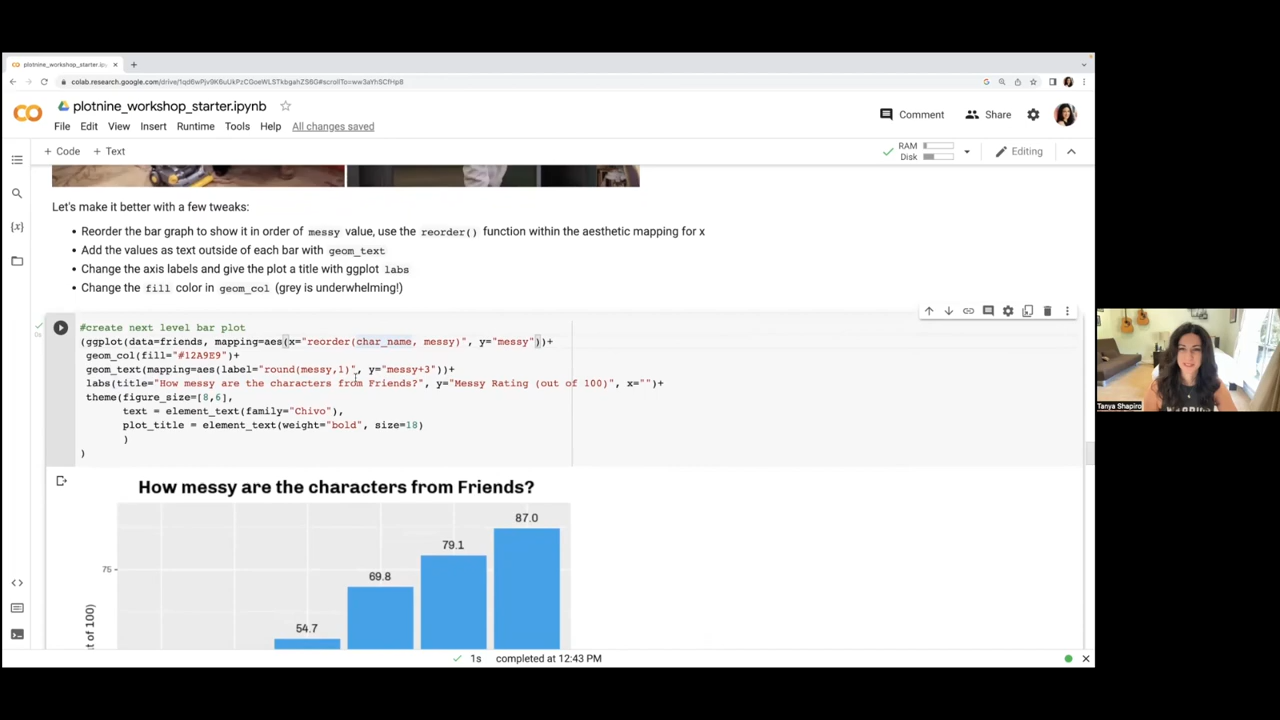 plotnine_workshop_starter.ipy
colab.research.google.com/drive/1qd6wPjv9K6uUkPzCGoeWLSTkbgahZS6G#scrollTo=ww3aYhSCfHp8
plotnine_workshop_starter.ipynb
File Edit View Insert Runtime Tools Help All changes saved
Comment Share
+ Code + Text
RAM
Disk
Editing
Let's make it better with a few tweaks:
• Reorder the bar graph to show it in order of messy value, use the reorder() function within the aesthetic mapping for x
• Add the values as text outside of each bar with geom_text
• Change the axis labels and give the plot a title with ggplot labs
• Change the fill color in geom_col (grey is underwhelming!)
#create next level bar plot
(ggplot(data=friends, mapping=aes(x="reorder(char_name, messy)", y="messy"))+
geom_col(fill="#12A9E9")+
geom_text(mapping=aes(label="round(messy,1)", y="messy+3"))+
labs(title="How messy are the characters from Friends?", y="Messy Rating (out of 100)", x="")+
theme(figure_size=[8,6],
text = element_text(family="Chivo"),
plot_title = element_text(weight="bold", size=18)
)
)
How messy are the characters from Friends?
87.0
79.1
75
69.8
54.7
t of 100)
1s completed at 12:43 PM
Tanya Shapiro